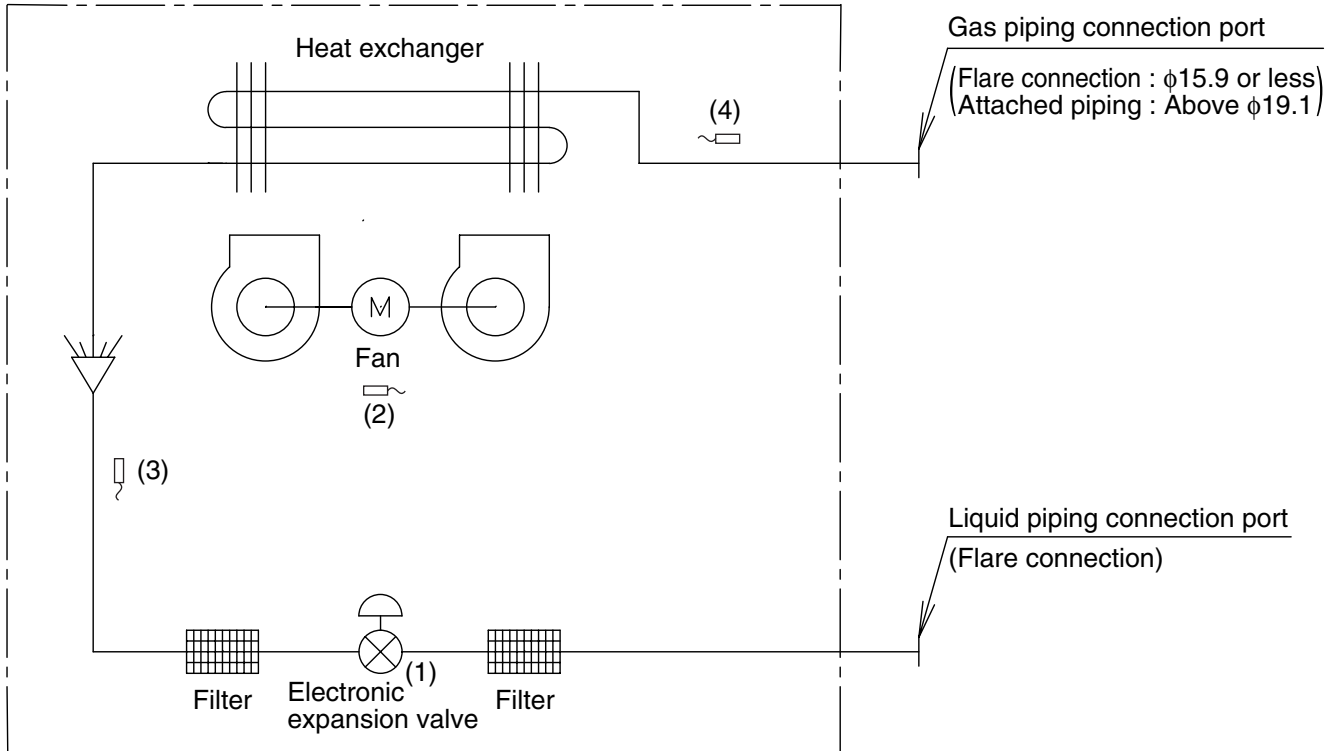 Heat exchanger
Gas piping connection port
(Flare connection : φ15.9 or less)
(Attached piping : Above φ19.1)
(4)
M
Fan
(2)
(3)
Liquid piping connection port
(Flare connection)
(1)
Filter
Electronic
expansion valve
Filter